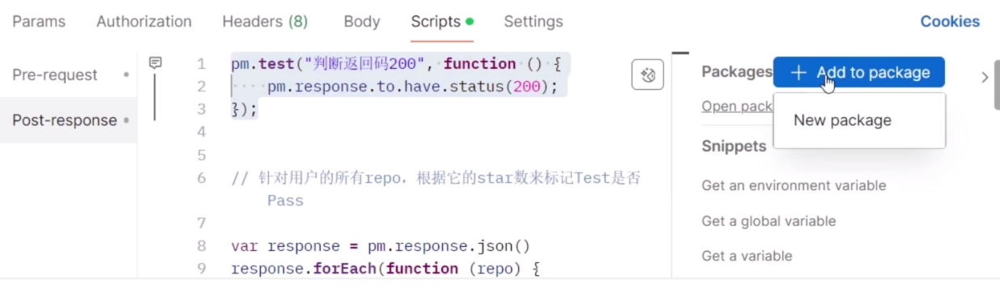 Params Authorization Headers (8) Body Scripts Settings Cookies
Pre-request
Post-response
1 pm.test("判断返回码200", function () {
2 pm.response.to.have.status(200);
3 });
4
5
6 // 针对用户的所有repo，根据它的star数来标记Test是否
Pass
7
8 var response = pm.response.json()
9 response.forEach(function (repo) {
Packages
+ Add to package
Open pack
New package
Snippets
Get an environment variable
Get a global variable
Get a variable